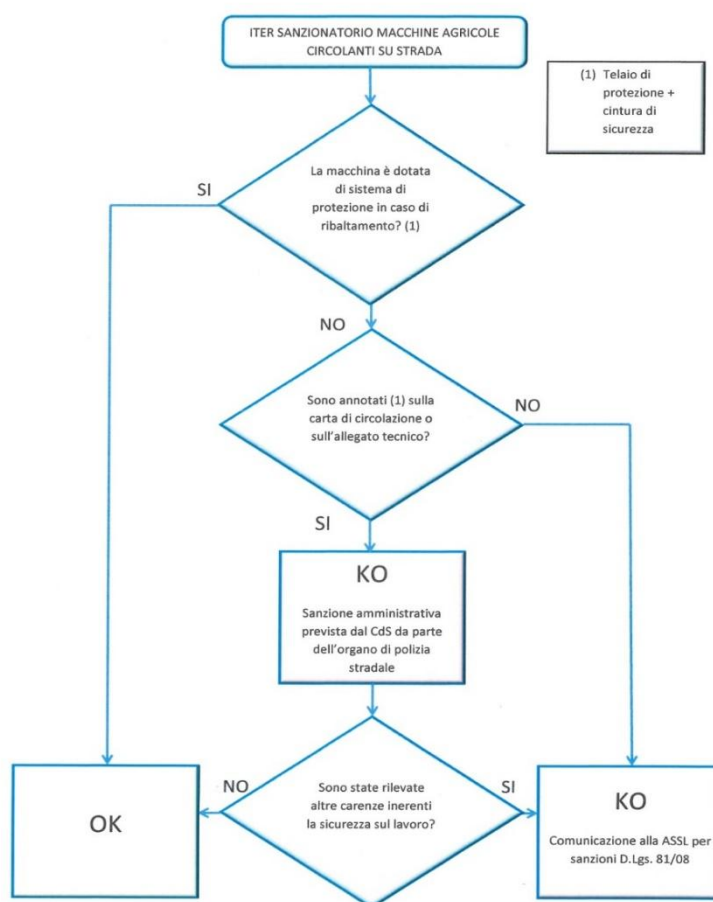 ITER SANZIONATORIO MACCHINE AGRICOLE
CIRCOLANTI SU STRADA
(1) Telaio di
protezione +
cintura di
sicurezza
La macchina è dotata
di sistema di
protezione in caso di
ribaltamento? (1)
SI
NO
Sono annotati (1) sulla
carta di circolazione o
sull'allegato tecnico?
NO
SI
KO
Sanzione amministrativa
prevista dal CdS da parte
dell'organo di polizia
stradale
Sono state rilevate
altre carenze inerenti
la sicurezza sul lavoro?
NO
SI
OK
KO
Comunicazione alla ASSL per
sanzioni D.Lgs. 81/08